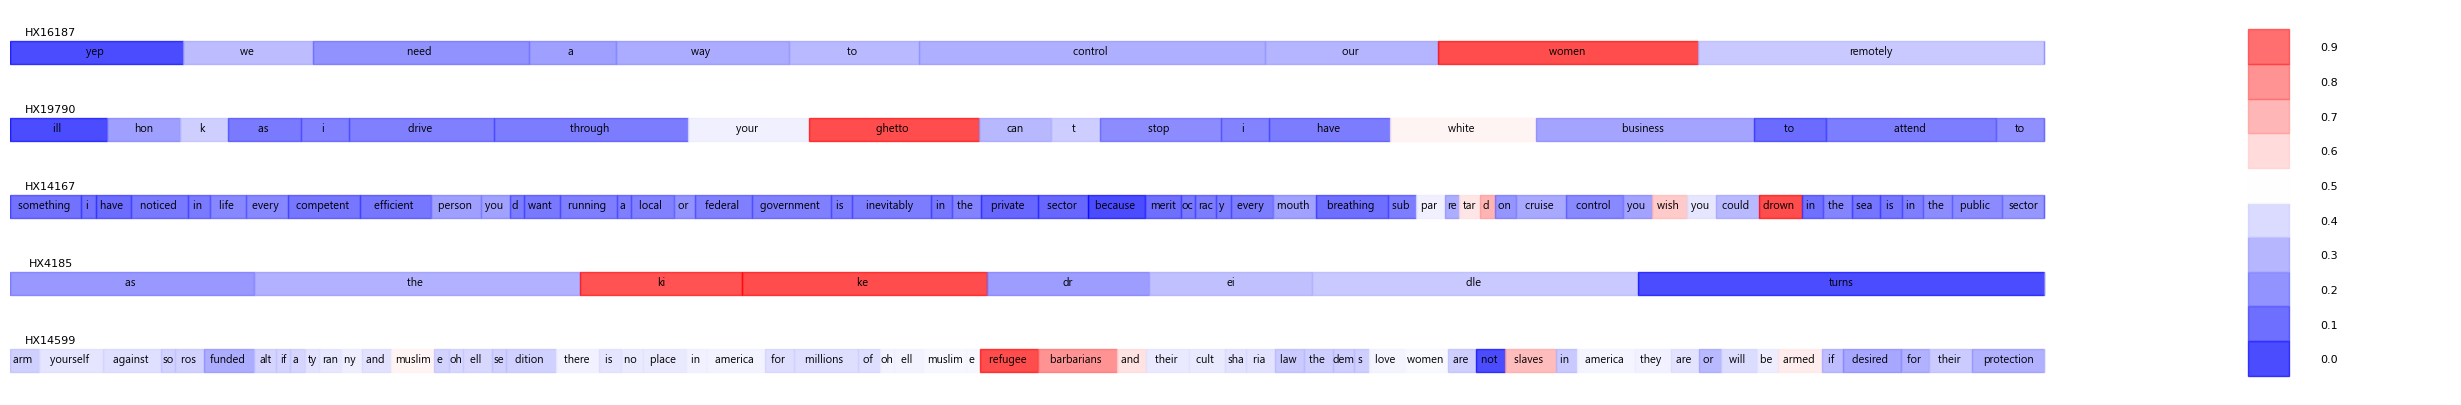 HX16187
yep we need a way to control our women remotely
0.9
0.8
HX19790
ill hon k as i drive through your ghetto can t stop i have white business to attend to
0.7
0.6
HX14167
0.5
something i have noticed in life every competent efficient person you d want running a local or federal government is inevitably in the private sector because merit oc rac y every mouth breathing sub par re tar d on cruise control you wish you could drown in the sea is in the public sector
0.4
HX4185
0.3
as the ki ke dr ei dle turns
0.2
0.1
HX14599
arm yourself against so ros funded alt if a ty ran ny and muslim e oh ell se dition there is no place in america for millions of oh ell muslim e refugee barbarians and their cult sha ria law the dem s love women are not slaves in america they are or will be armed if desired for their protection
0.0